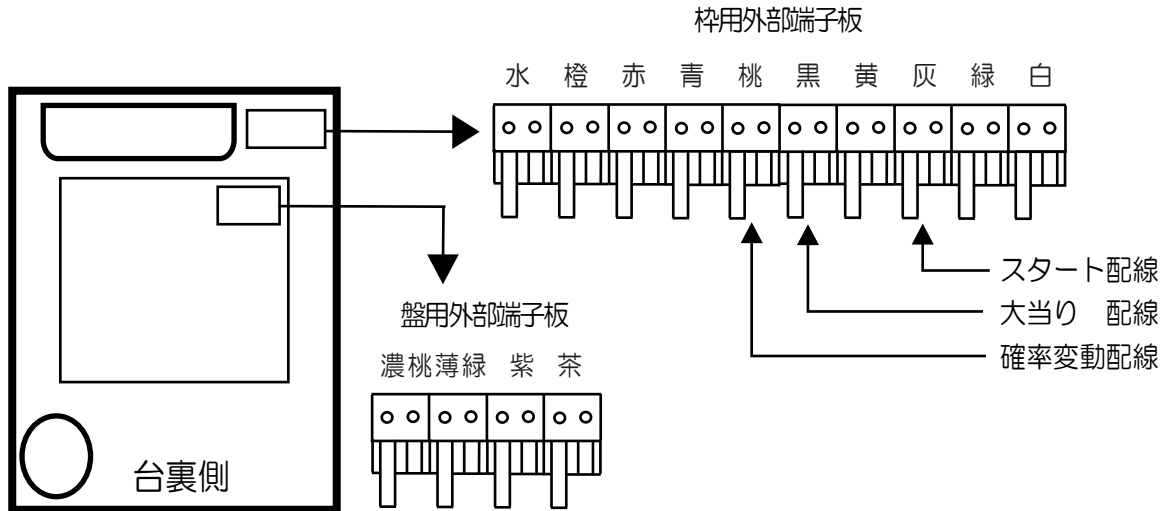 枠用外部端子板
水 橙 赤 青 桃 黒 黄 灰 緑 白
スタート配線
大当り 配線
確率変動配線
盤用外部端子板
濃桃 薄緑 紫 茶
台裏側